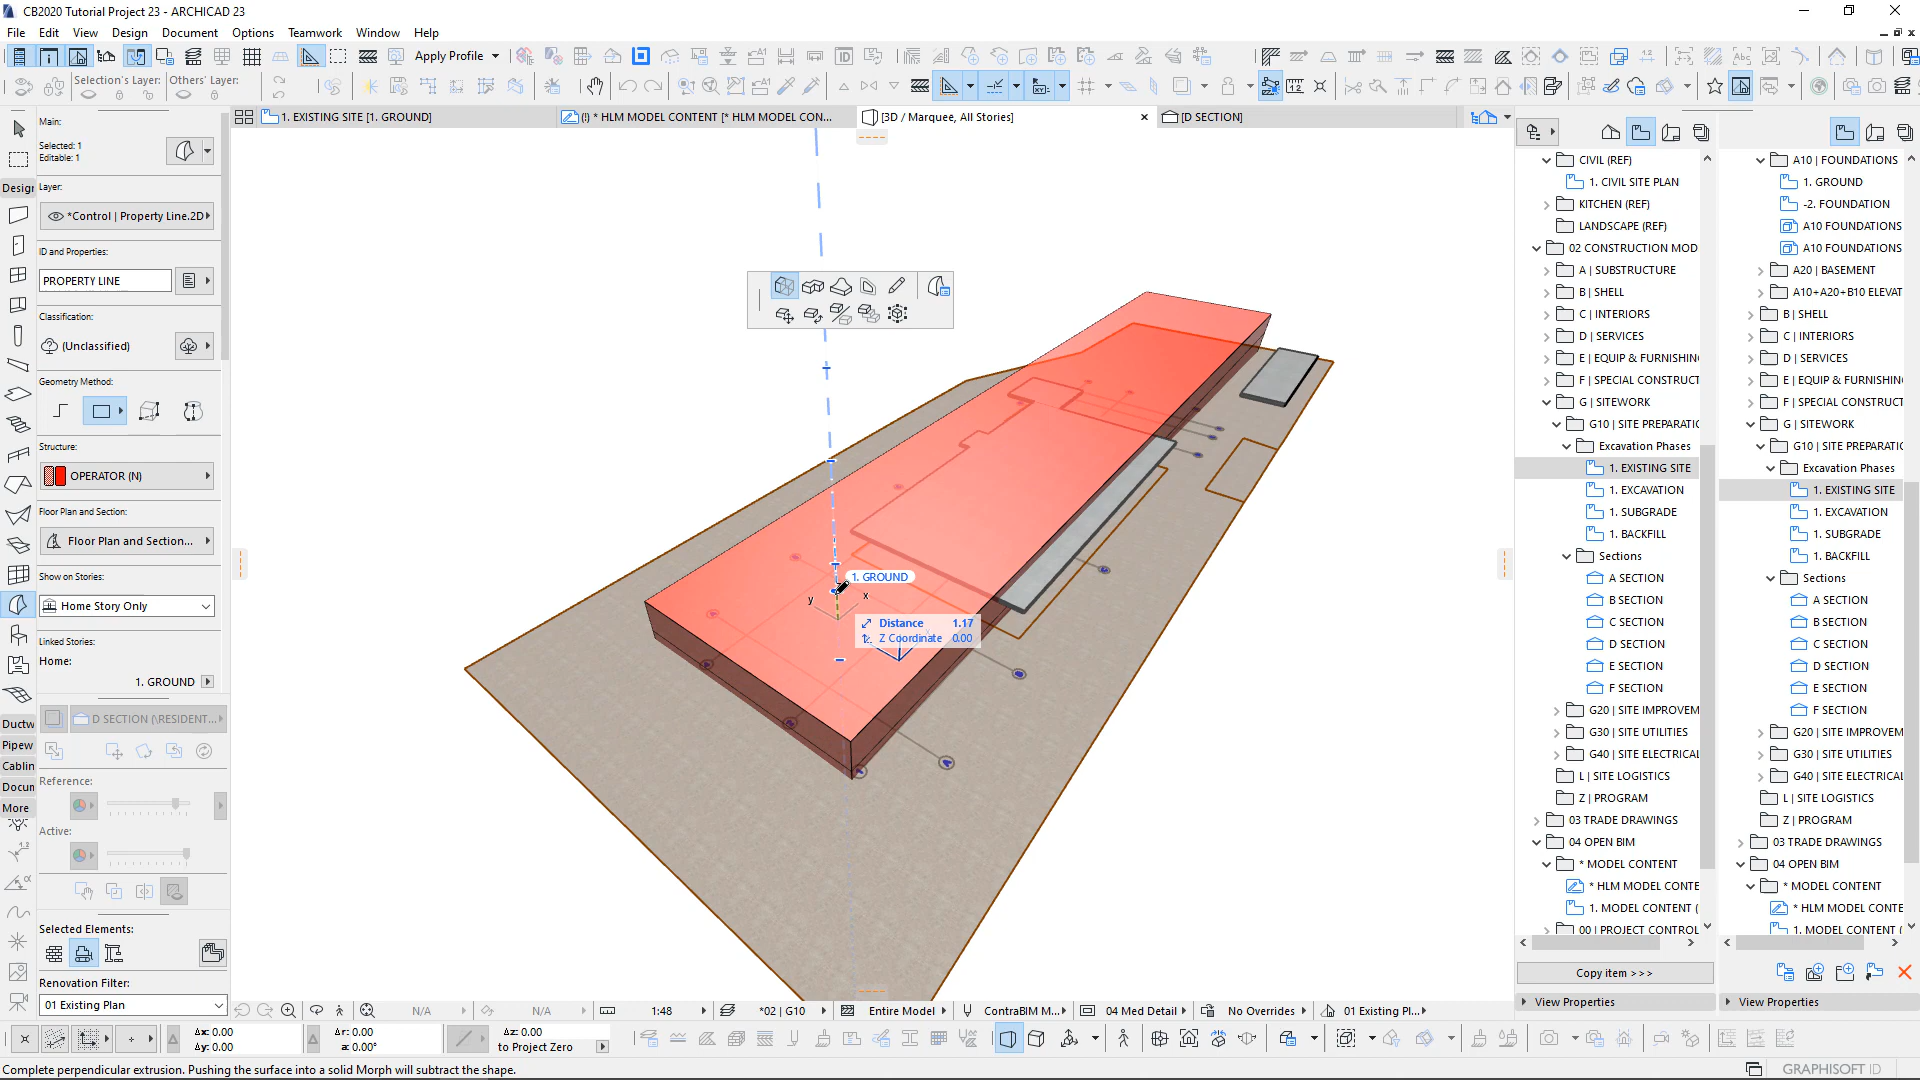 CB2020 Tutorial Project 23 - ARCHICAD 23
File Edit View Design Document Options Teamwork Window Help
Apply Profile
Selection's Layer: Others' Layer:
1. EXISTING SITE [1. GROUND]
(!) * HLM MODEL CONTENT [* HLM MODEL CON...
[3D / Marquee, All Stories]
[D SECTION]
Main:
Selected: 1
Editable: 1
Design
Layer:
*Control | Property Line.2D
ID and Properties:
PROPERTY LINE
Classification:
(Unclassified)
Geometry Method:
Structure:
OPERATOR (N)
Floor Plan and Section:
Floor Plan and Section...
Show on Stories:
Home Story Only
Linked Stories:
Home:
1. GROUND
D SECTION (\RESIDENT...
Ductw
Pipew
Cablin
Docum
More
Reference:
Active:
Selected Elements:
Renovation Filter:
01 Existing Plan
1. GROUND
y
x
Distance 1.17
Z Coordinate 0.00
CIVIL (REF)
1. CIVIL SITE PLAN
KITCHEN (REF)
LANDSCAPE (REF)
02 CONSTRUCTION MOD
A | SUBSTRUCTURE
B | SHELL
C | INTERIORS
D | SERVICES
E | EQUIP & FURNISHIN
F | SPECIAL CONSTRUCT
G | SITEWORK
G10 | SITE PREPARATIC
Excavation Phases
1. EXISTING SITE
1. EXCAVATION
1. SUBGRADE
1. BACKFILL
Sections
A SECTION
B SECTION
C SECTION
D SECTION
E SECTION
F SECTION
G20 | SITE IMPROVEM
G30 | SITE UTILITIES
G40 | SITE ELECTRICAL
L | SITE LOGISTICS
Z | PROGRAM
03 TRADE DRAWINGS
04 OPEN BIM
* MODEL CONTENT
* HLM MODEL CONTE
1. MODEL CONTENT (
00 | PROJECT CONTROL
Copy item >>>
View Properties
A10 | FOUNDATIONS
1. GROUND
-2. FOUNDATION
A10 FOUNDATIONS
A10 FOUNDATIONS
A20 | BASEMENT
A10+A20+B10 ELEVAT
B | SHELL
C | INTERIORS
D | SERVICES
E | EQUIP & FURNISHIN
F | SPECIAL CONSTRUCT
G | SITEWORK
G10 | SITE PREPARATIC
Excavation Phases
1. EXISTING SITE
1. EXCAVATION
1. SUBGRADE
1. BACKFILL
Sections
A SECTION
B SECTION
C SECTION
D SECTION
E SECTION
F SECTION
G20 | SITE IMPROVEM
G30 | SITE UTILITIES
G40 | SITE ELECTRICAL
L | SITE LOGISTICS
Z | PROGRAM
03 TRADE DRAWINGS
04 OPEN BIM
* MODEL CONTENT
* HLM MODEL CONTE
1. MODEL CONTENT (
View Properties
N/A N/A 1:48 *02 | G10 Entire Model ContraBIM M... 04 Med Detail No Overrides 01 Existing Pl...
Δx: 0.00
Δy: 0.00
Δr: 0.00
a: 0.00°
Δz: 0.00
to Project Zero
Complete perpendicular extrusion. Pushing the surface into a solid Morph will subtract the shape.
GRAPHISOFT ID